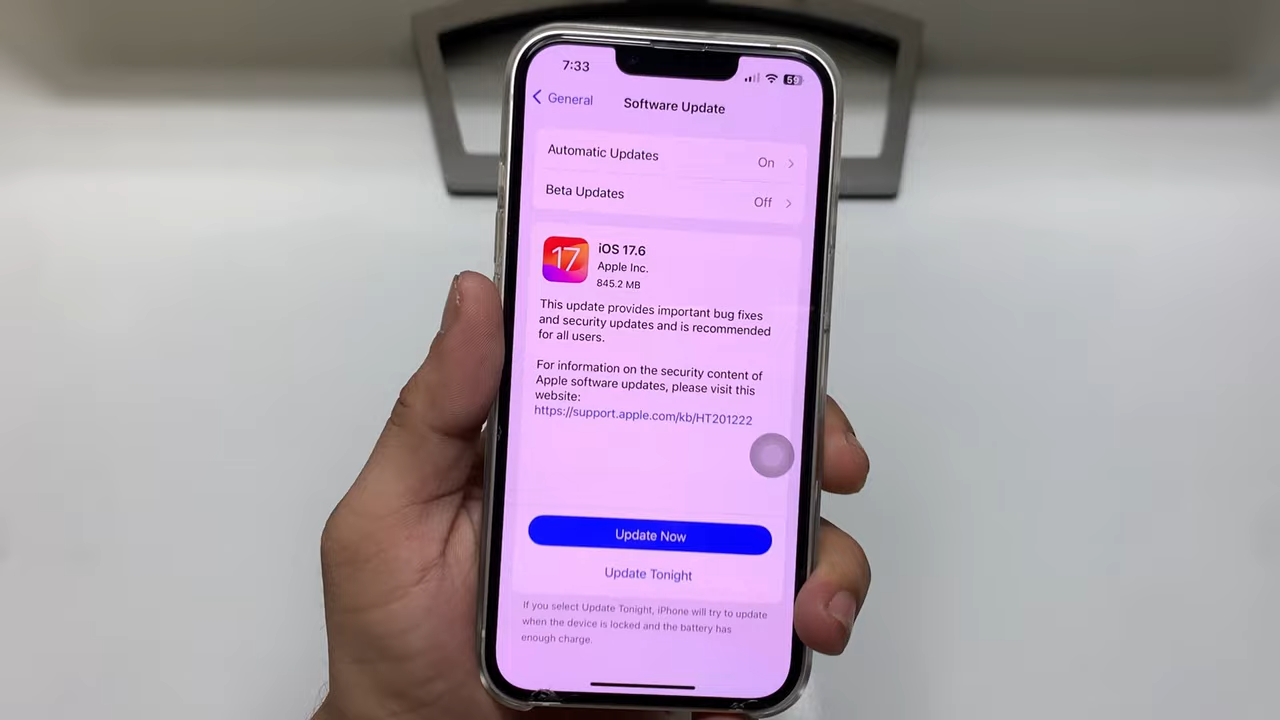 7:33
59
General
Software Update
Automatic Updates
On
Beta Updates
Off
17
iOS 17.6
Apple Inc.
845.2 MB
This update provides important bug fixes
and security updates and is recommended
for all users.
For information on the security content of
Apple software updates, please visit this
website:
https://support.apple.com/kb/HT201222
Update Now
Update Tonight
If you select Update Tonight, iPhone will try to update
when the device is locked and the battery has
enough charge.